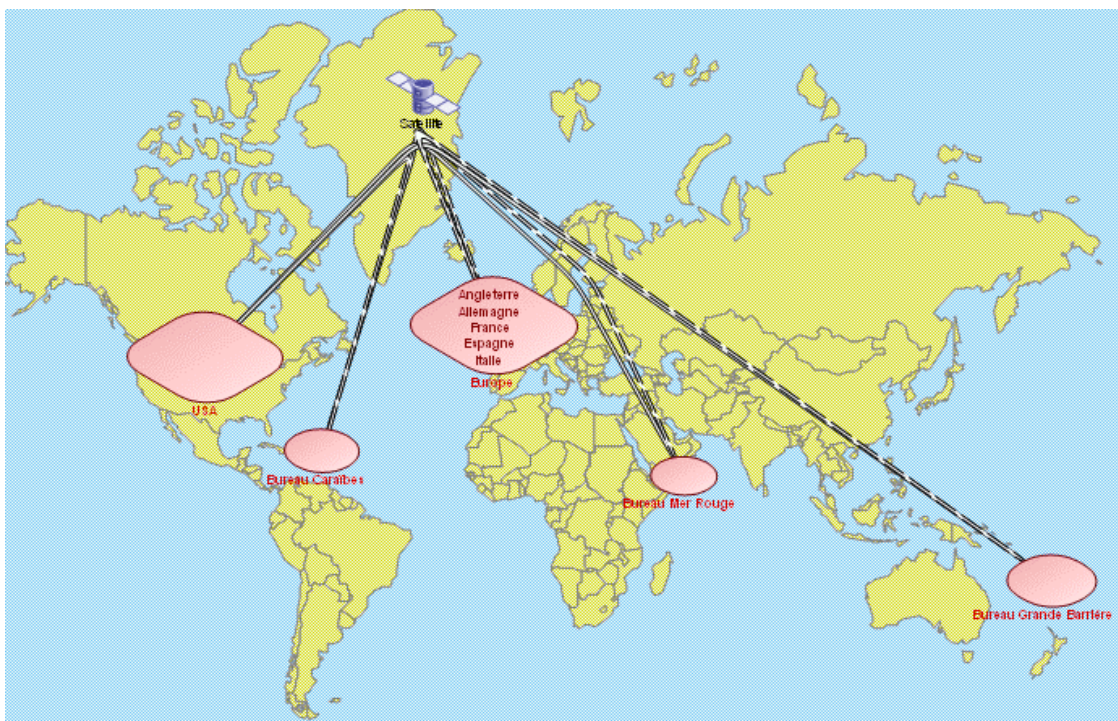 Satellite
Angleterre
Allemagne
France
Espagne
Italie
Europe
USA
Bureau Caraïbes
Bureau Mer Rouge
Bureau Grande Barrière